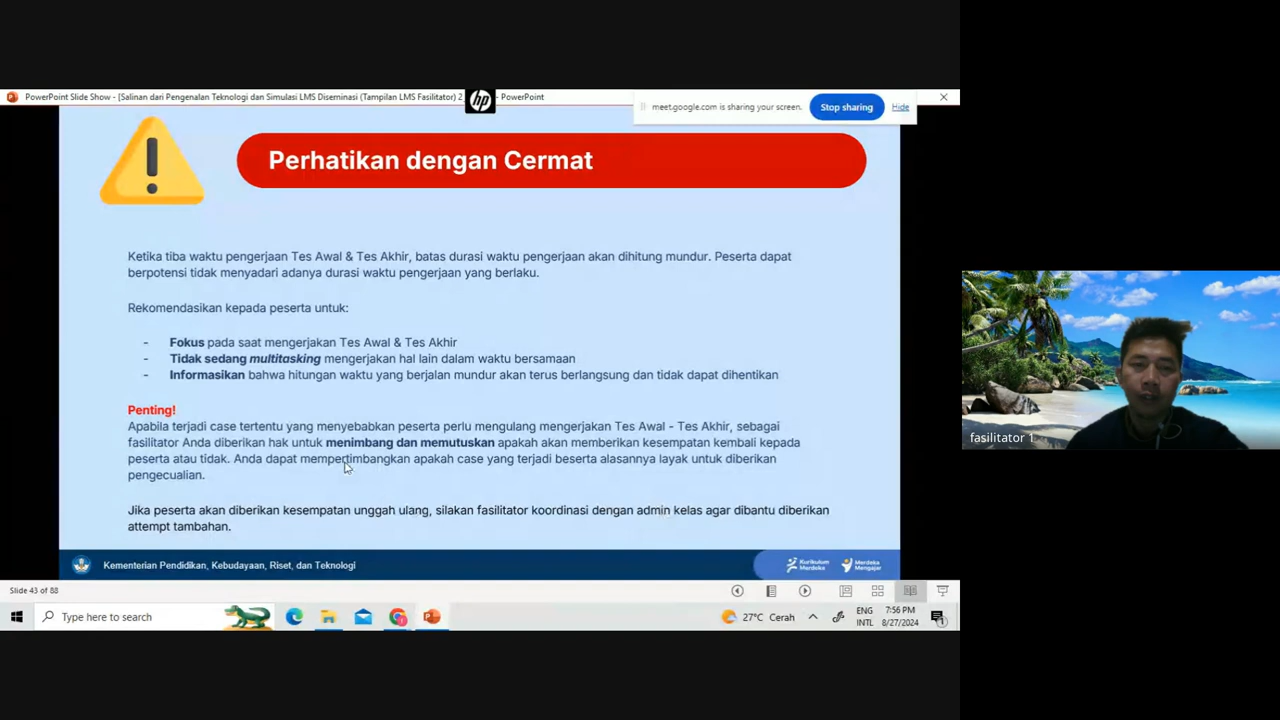 PowerPoint Slide Show - [Salinan dari Pengenalan Teknologi dan Simulasi LMS Diseminasi (Tampilan LMS Fasilitator) 2
- PowerPoint
hp
meet.google.com is sharing your screen.
Stop sharing
Hide
Perhatikan dengan Cermat
Ketika tiba waktu pengerjaan Tes Awal & Tes Akhir, batas durasi waktu pengerjaan akan dihitung mundur. Peserta dapat
berpotensi tidak menyadari adanya durasi waktu pengerjaan yang berlaku.
Rekomendasikan kepada peserta untuk:
- Fokus pada saat mengerjakan Tes Awal & Tes Akhir
- Tidak sedang multitasking mengerjakan hal lain dalam waktu bersamaan
- Informasikan bahwa hitungan waktu yang berjalan mundur akan terus berlangsung dan tidak dapat dihentikan
Penting!
Apabila terjadi case tertentu yang menyebabkan peserta perlu mengulang mengerjakan Tes Awal - Tes Akhir, sebagai
fasilitator Anda diberikan hak untuk menimbang dan memutuskan apakah akan memberikan kesempatan kembali kepada
peserta atau tidak. Anda dapat mempertimbangkan apakah case yang terjadi beserta alasannya layak untuk diberikan
pengecualian.
Jika peserta akan diberikan kesempatan unggah ulang, silakan fasilitator koordinasi dengan admin kelas agar dibantu diberikan
attempt tambahan.
Kementerian Pendidikan, Kebudayaan, Riset, dan Teknologi
Kurikulum
Merdeka
Merdeka
Mengajar
fasilitator 1
Slide 43 of 88
Type here to search
27°C Cerah
ENG
INTL
7:56 PM
8/27/2024